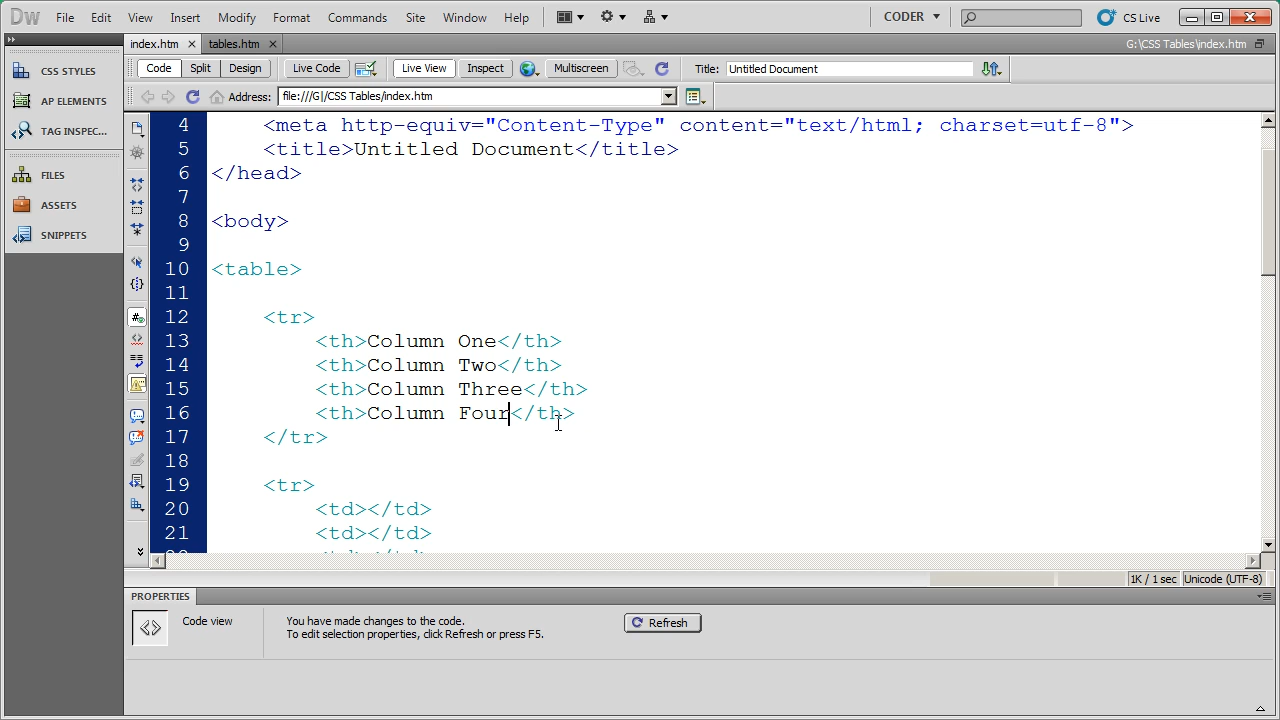 Dw File Edit View Insert Modify Format Commands Site Window Help CODER CS Live
index.htm tables.htm G:\CSS Tables\index.htm
Code Split Design Live Code Live View Inspect Multiscreen Title: Untitled Document
Address: file:///G|/CSS Tables/index.htm
CSS STYLES
AP ELEMENTS
TAG INSPEC...
FILES
ASSETS
SNIPPETS
4 <meta http-equiv="Content-Type" content="text/html; charset=utf-8">
5 <title>Untitled Document</title>
6 </head>
7
8 <body>
9
10 <table>
11
12 <tr>
13 <th>Column One</th>
14 <th>Column Two</th>
15 <th>Column Three</th>
16 <th>Column Four</th>
17 </tr>
18
19 <tr>
20 <td></td>
21 <td></td>
22 <td></td>
1K / 1 sec Unicode (UTF-8)
PROPERTIES
Code view
You have made changes to the code.
To edit selection properties, click Refresh or press F5.
Refresh